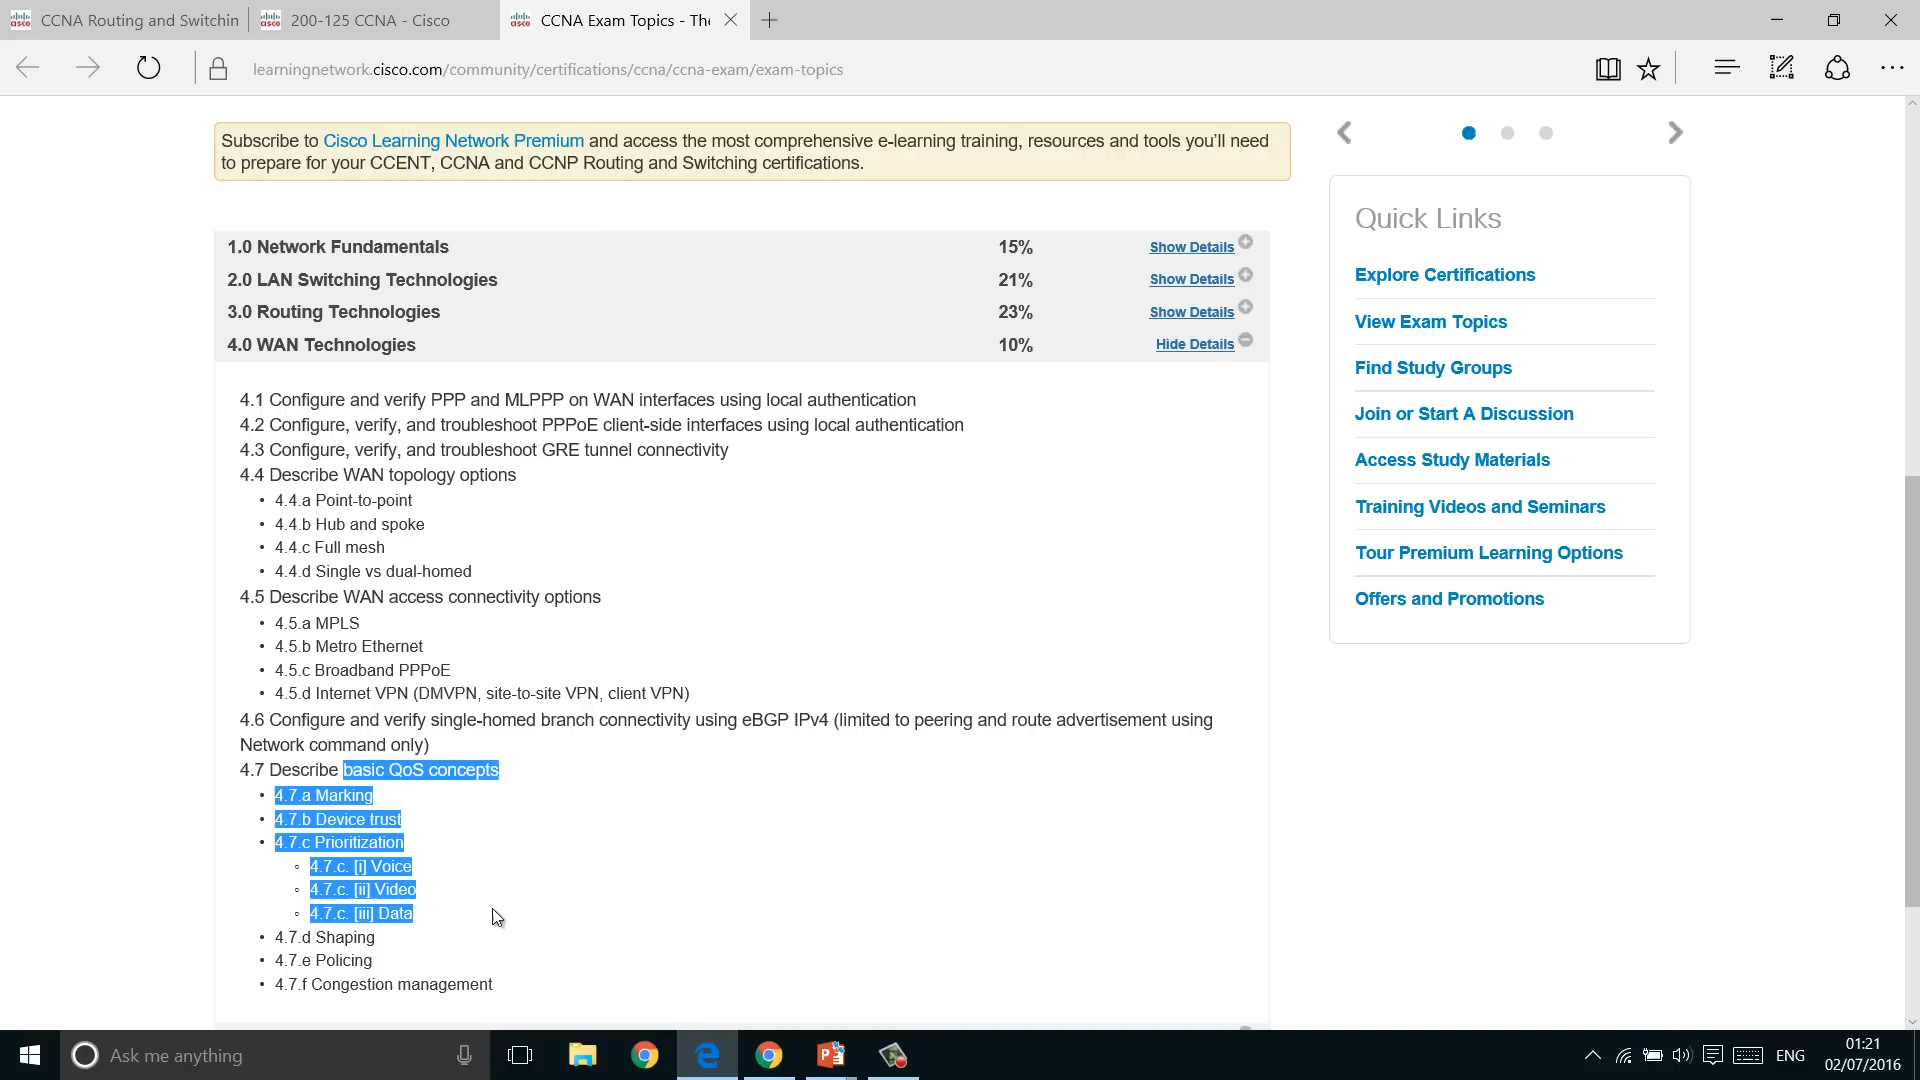 CCNA Routing and Switchin
200-125 CCNA - Cisco
CCNA Exam Topics - The
learningnetwork.cisco.com/community/certifications/ccna/ccna-exam/exam-topics
Subscribe to Cisco Learning Network Premium and access the most comprehensive e-learning training, resources and tools you'll need
to prepare for your CCENT, CCNA and CCNP Routing and Switching certifications.
1.0 Network Fundamentals 15% Show Details
2.0 LAN Switching Technologies 21% Show Details
3.0 Routing Technologies 23% Show Details
4.0 WAN Technologies 10% Hide Details
4.1 Configure and verify PPP and MLPPP on WAN interfaces using local authentication
4.2 Configure, verify, and troubleshoot PPPoE client-side interfaces using local authentication
4.3 Configure, verify, and troubleshoot GRE tunnel connectivity
4.4 Describe WAN topology options
• 4.4.a Point-to-point
• 4.4.b Hub and spoke
• 4.4.c Full mesh
• 4.4.d Single vs dual-homed
4.5 Describe WAN access connectivity options
• 4.5.a MPLS
• 4.5.b Metro Ethernet
• 4.5.c Broadband PPPoE
• 4.5.d Internet VPN (DMVPN, site-to-site VPN, client VPN)
4.6 Configure and verify single-homed branch connectivity using eBGP IPv4 (limited to peering and route advertisement using
Network command only)
4.7 Describe basic QoS concepts
• 4.7.a Marking
• 4.7.b Device trust
• 4.7.c Prioritization
◦ 4.7.c. [i] Voice
◦ 4.7.c. [ii] Video
◦ 4.7.c. [iii] Data
• 4.7.d Shaping
• 4.7.e Policing
• 4.7.f Congestion management
Quick Links
Explore Certifications
View Exam Topics
Find Study Groups
Join or Start A Discussion
Access Study Materials
Training Videos and Seminars
Tour Premium Learning Options
Offers and Promotions
Ask me anything
ENG
01:21
02/07/2016